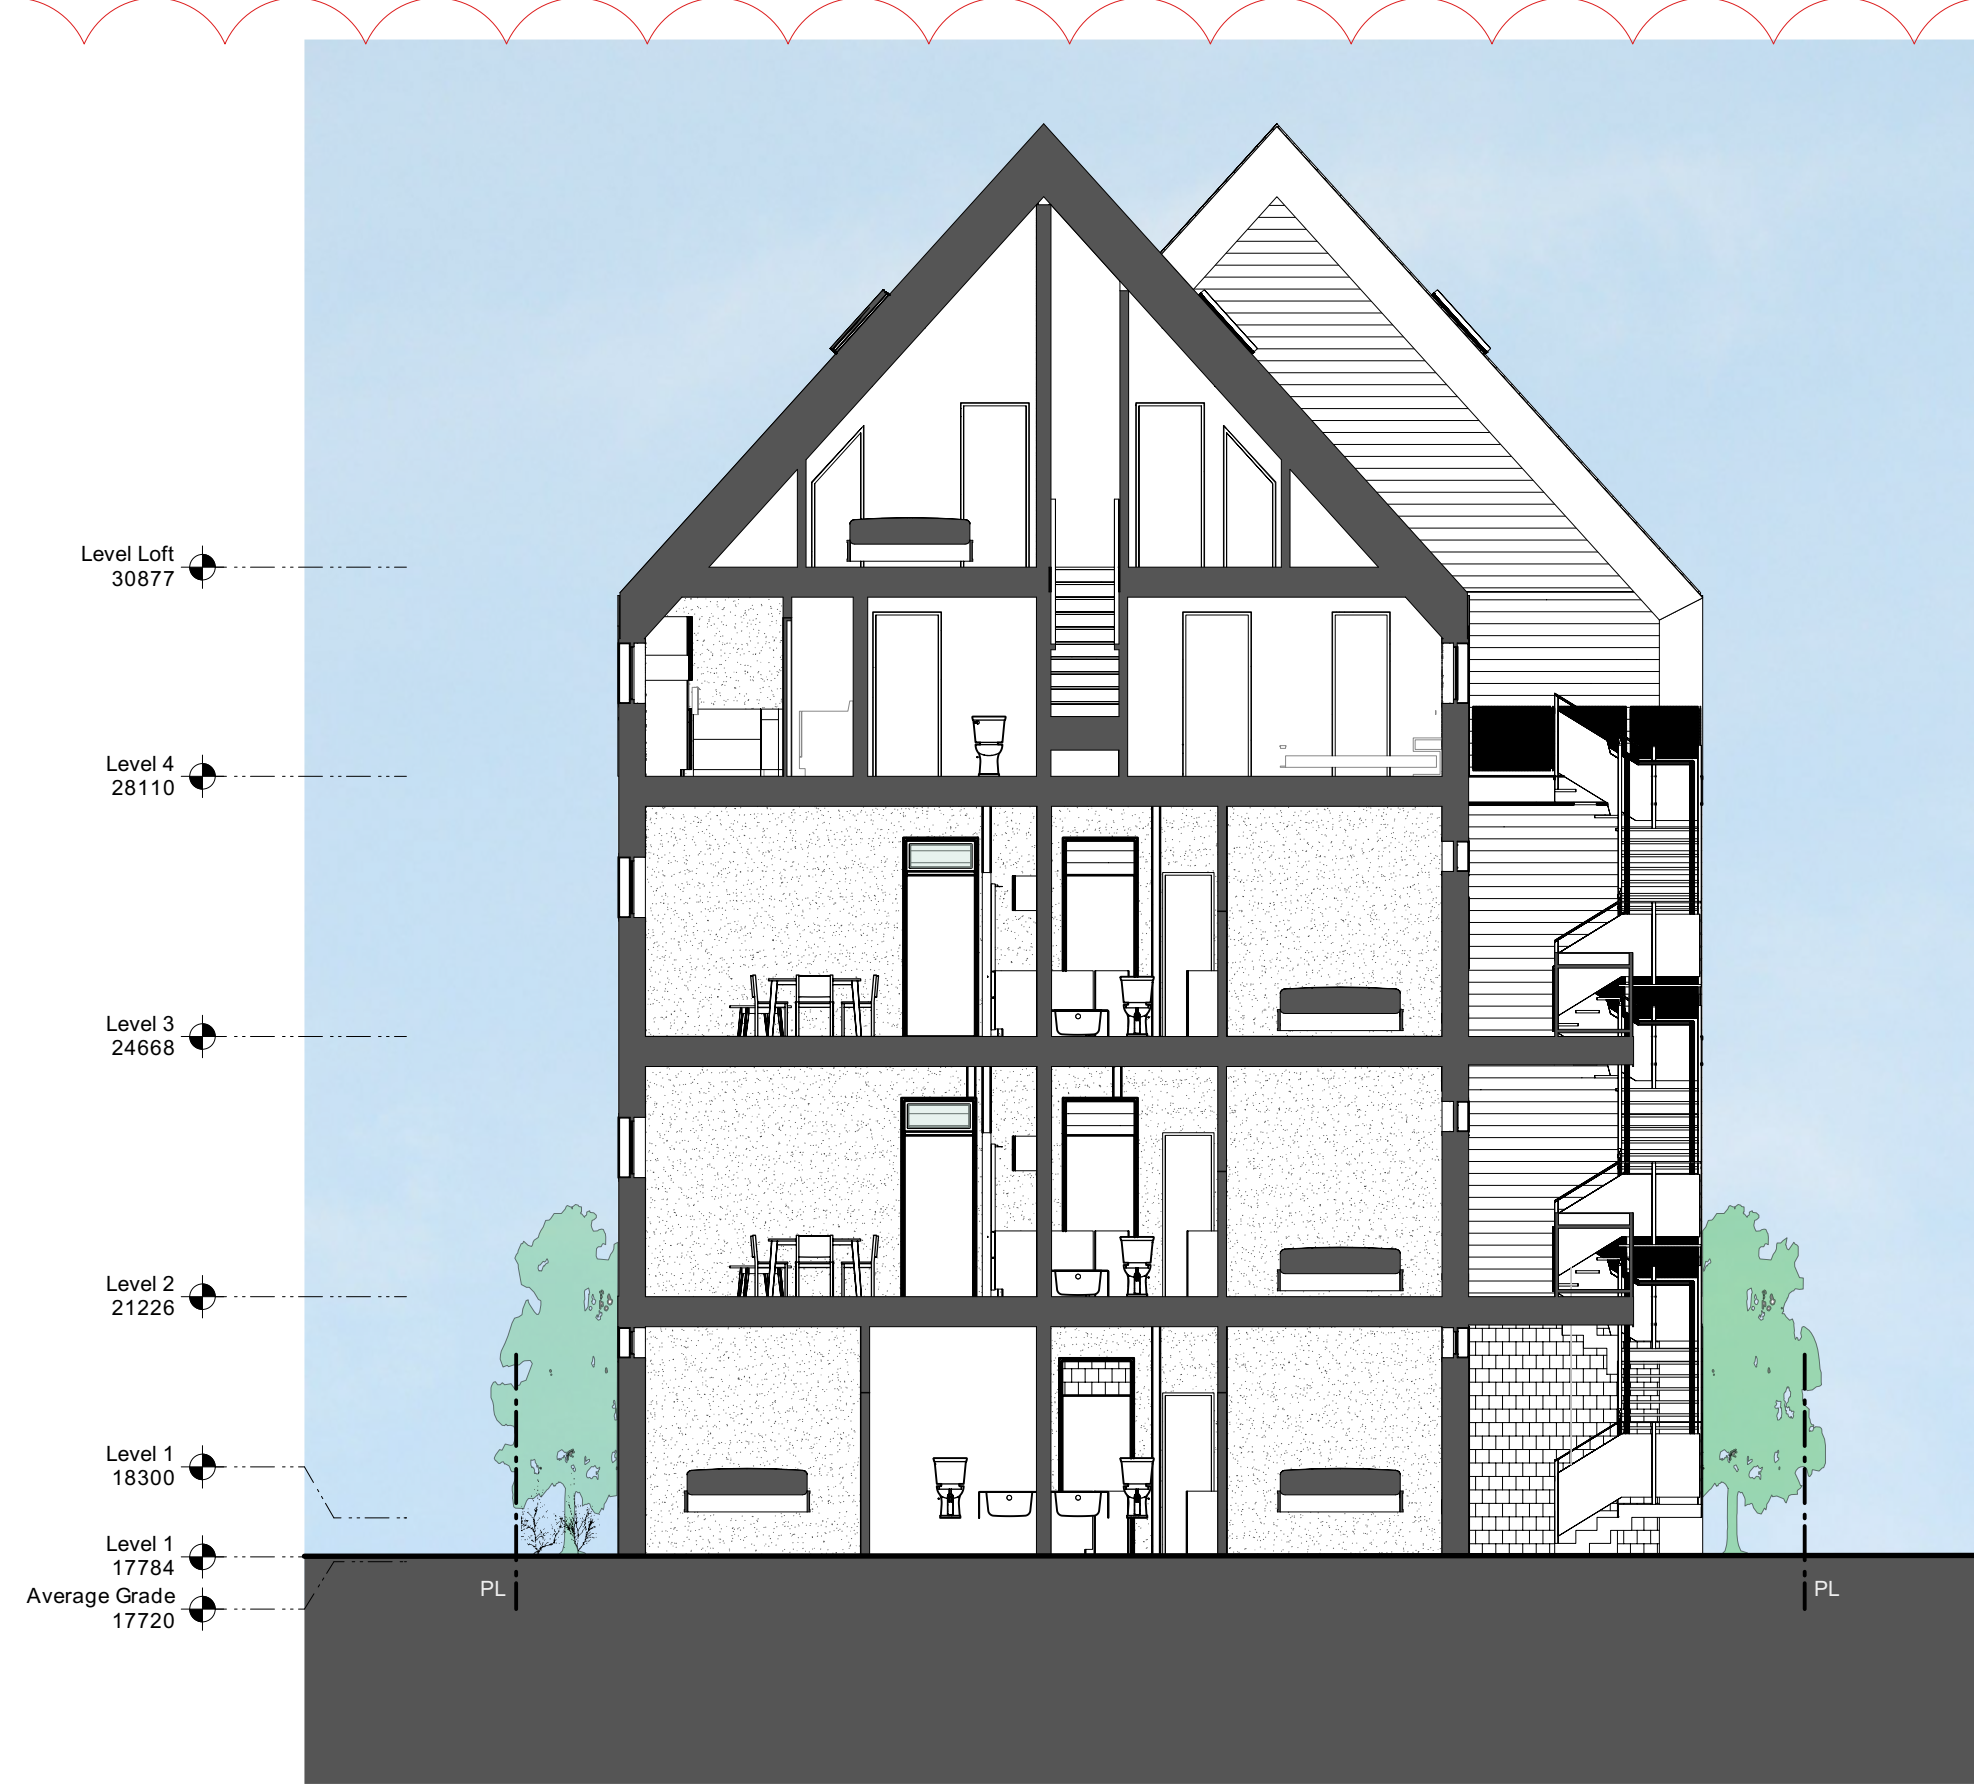 Level Loft
30877
Level 4
28110
Level 3
24668
Level 2
21226
Level 1
18300
Level 1
17784
Average Grade
17720
PL
PL